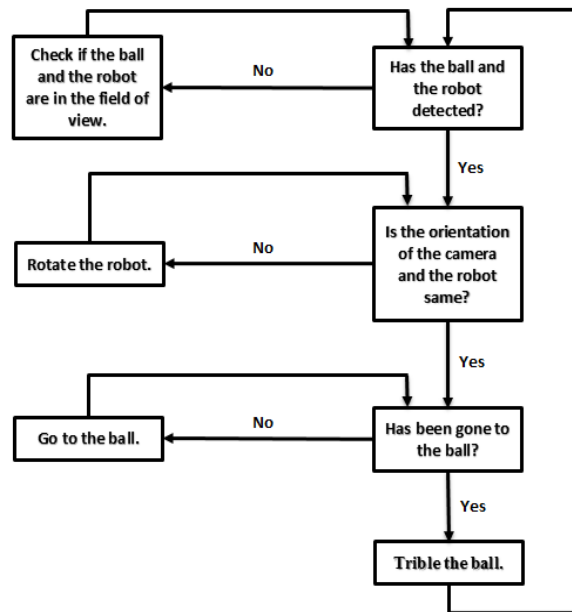 Check if the ball
and the robot
are in the field of
view.
No
Has the ball and
the robot
detected?
Yes
Rotate the robot.
No
Is the orientation
of the camera
and the robot
same?
Yes
Go to the ball.
No
Has been gone to
the ball?
Yes
Trible the ball.